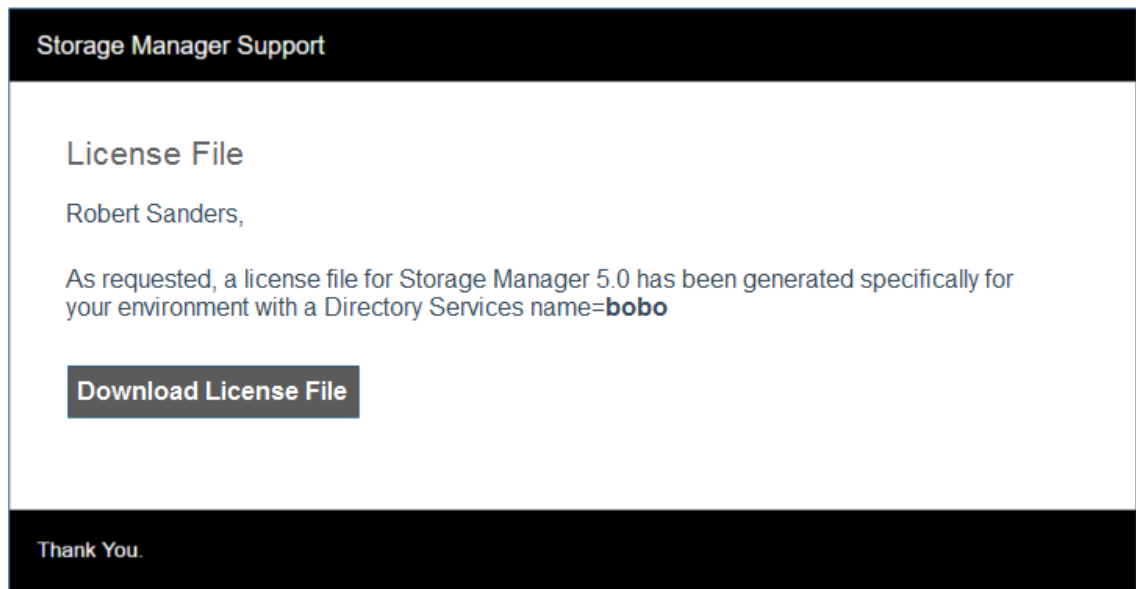 Storage Manager Support
License File
Robert Sanders,
As requested, a license file for Storage Manager 5.0 has been generated specifically for
your environment with a Directory Services name=bobo
Download License File
Thank You.